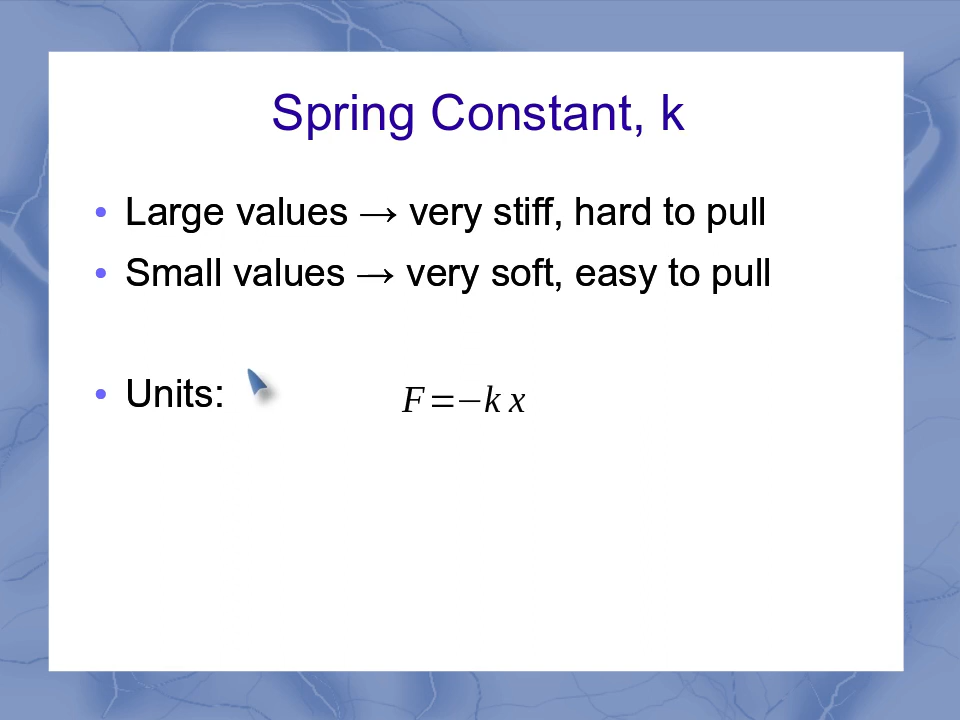 Spring Constant, k
• Large values → very stiff, hard to pull
• Small values → very soft, easy to pull
• Units: F=−k x